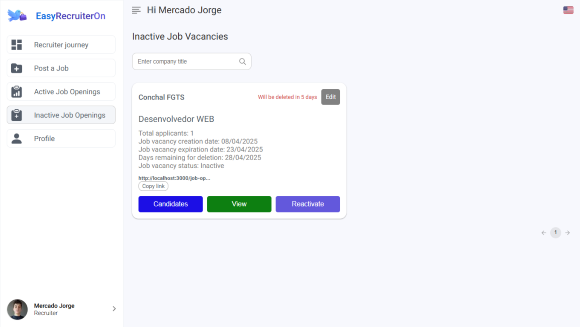 EasyRecruiterOn
Hi Mercado Jorge
Recruiter journey
Post a Job
Active Job Openings
Inactive Job Openings
Profile
Inactive Job Vacancies
Enter company title
Conchal FGTS
Will be deleted in 5 days
Edit
Desenvolvedor WEB
Total applicants: 1
Job vacancy creation date: 08/04/2025
Job vacancy expiration date: 23/04/2025
Days remaining for deletion: 28/04/2025
Job vacancy status: Inactive
http://localhost:3000/job-op...
Copy link
Candidates
View
Reactivate
1
Mercado Jorge
Recruiter